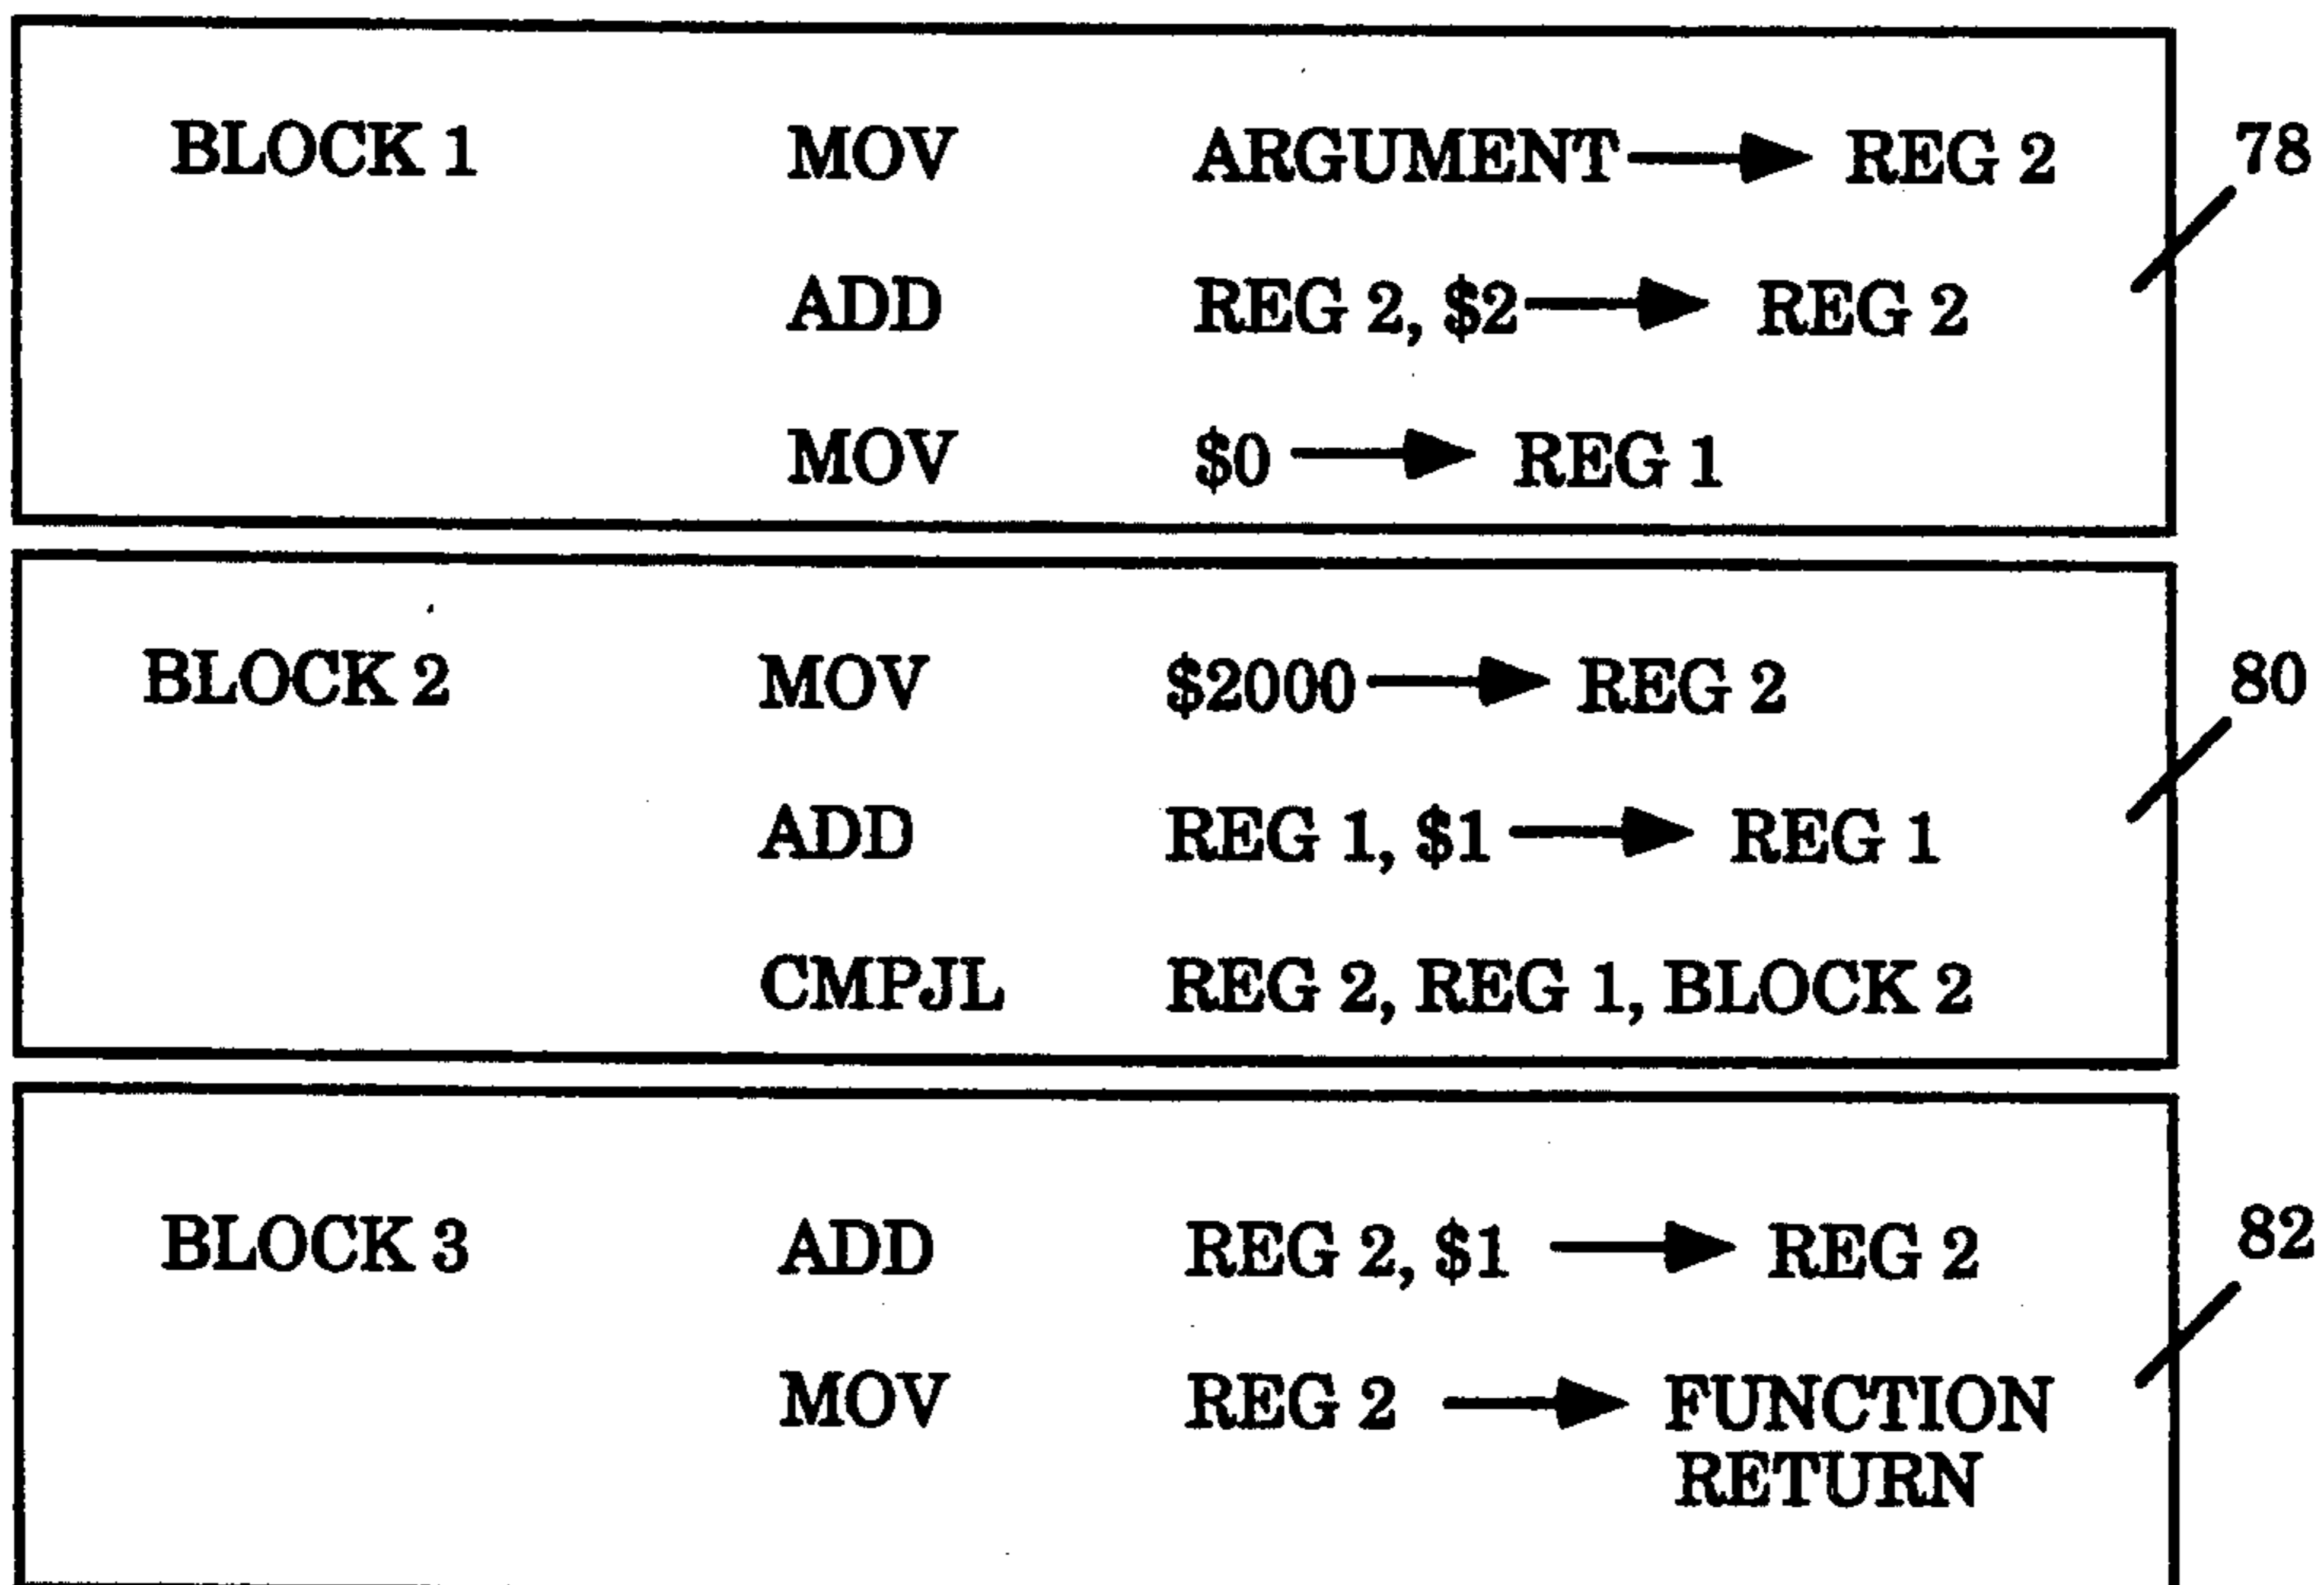 BLOCK 1 MOV ARGUMENT → REG 2
78
ADD REG 2, $2 → REG 2
MOV $0 → REG 1
BLOCK 2 MOV $2000 → REG 2
80
ADD REG 1, $1 → REG 1
CMPJL REG 2, REG 1, BLOCK 2
BLOCK 3 ADD REG 2, $1 → REG 2
82
MOV REG 2 → FUNCTION
RETURN